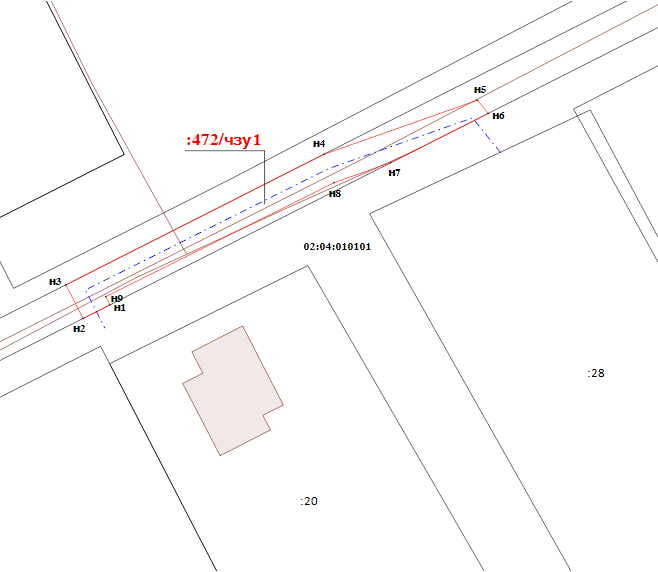 н5
н6
:472/чзу1
н4
н7
н8
02:04:010101
н3
н9
н1
н2
:28
:20